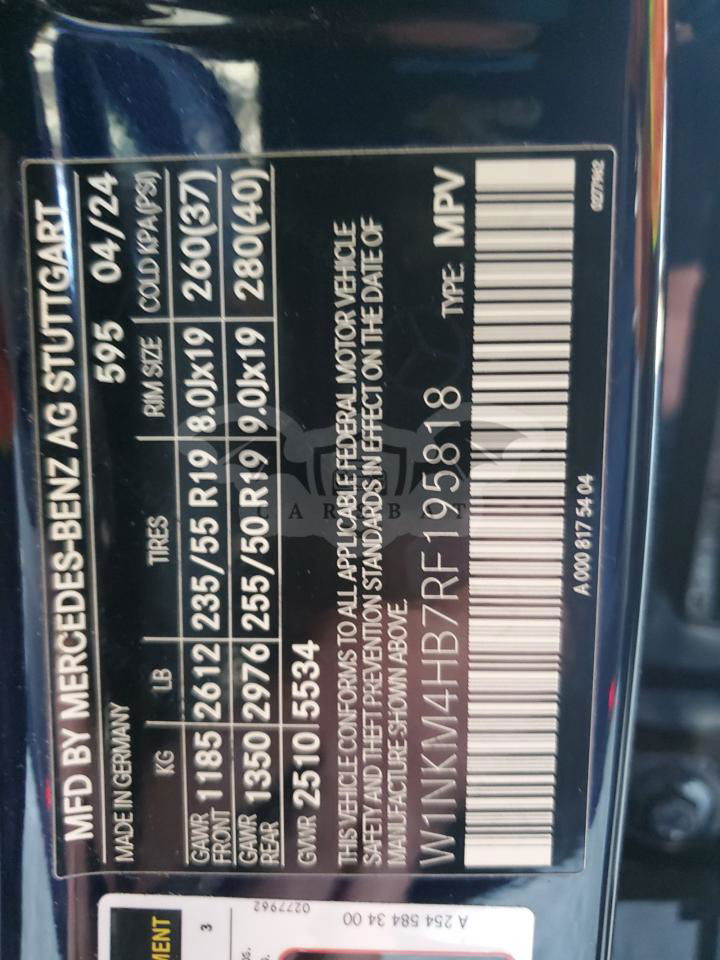 MFD BY MERCEDES-BENZ AG STUTTGART
MADE IN GERMANY 595 04/24
KG LB TIRES RIM SIZE COLD KPA(PSI)
GAWR FRONT 1185 2612 235/55 R19 8.0Jx19 260(37)
GAWR REAR 1350 2976 255/50 R19 9.0Jx19 280(40)
GVWR 2510 5534
THIS VEHICLE CONFORMS TO ALL APPLICABLE FEDERAL MOTOR VEHICLE
SAFETY AND THEFT PREVENTION STANDARDS IN EFFECT ON THE DATE OF
MANUFACTURE SHOWN ABOVE.
W1NKM4HB7RF195818 TYPE: MPV
A 000 817 54 04
0277962
CARSBAT
A 254 584 34 00
0277962
MENT
3
os.